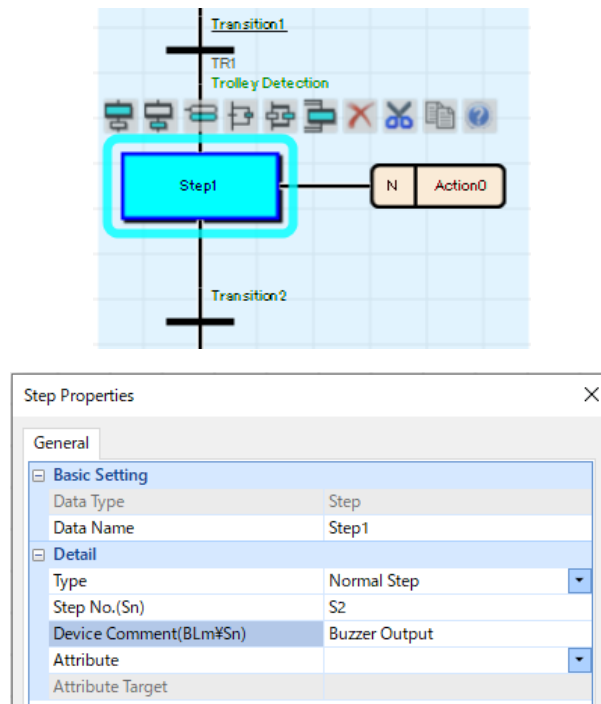 Transition1
TR1
Trolley Detection
Step1
N Action0
Transition2
Step Properties
General
Basic Setting
Data Type Step
Data Name Step1
Detail
Type Normal Step
Step No.(Sn) S2
Device Comment(BLm¥Sn) Buzzer Output
Attribute
Attribute Target